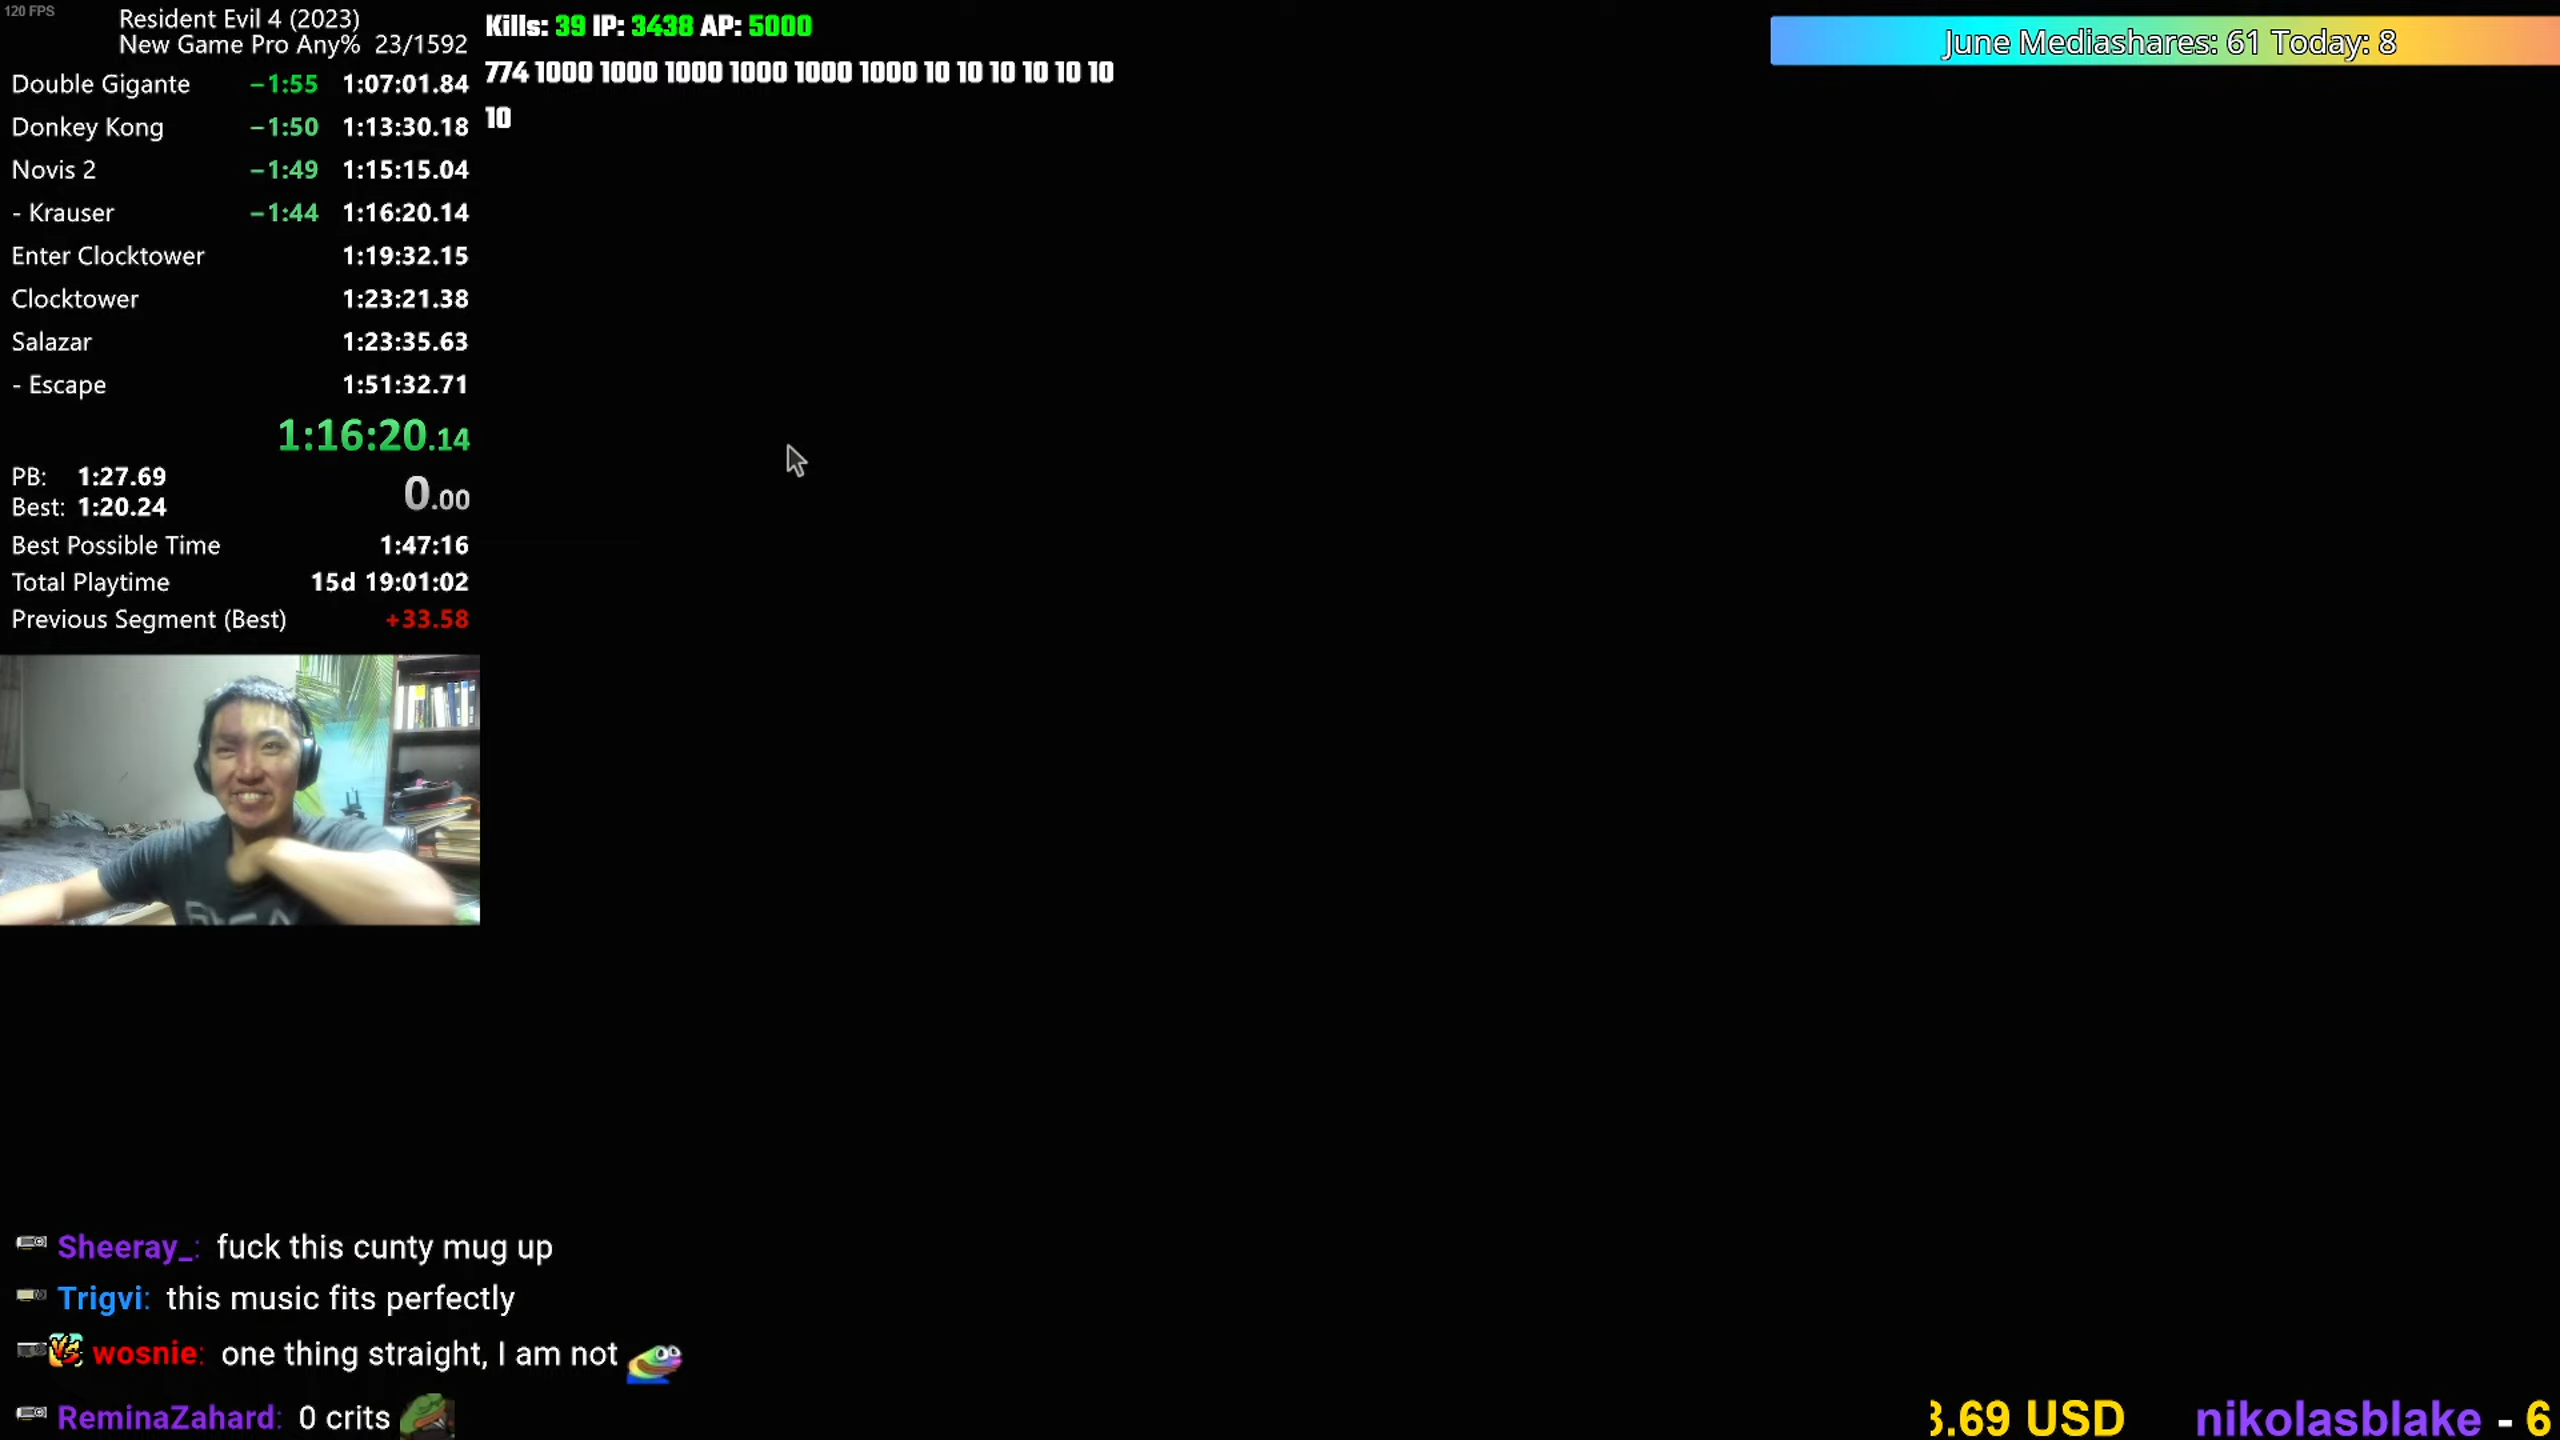 120 FPS
Resident Evil 4 (2023)
New Game Pro Any% 23/1592
Double Gigante −1:55 1:07:01.84
Donkey Kong −1:50 1:13:30.18
Novis 2 −1:49 1:15:15.04
- Krauser −1:44 1:16:20.14
Enter Clocktower 1:19:32.15
Clocktower 1:23:21.38
Salazar 1:23:35.63
- Escape 1:51:32.71
1:16:20.14
PB: 1:27.69
Best: 1:20.24
0.00
Best Possible Time 1:47:16
Total Playtime 15d 19:01:02
Previous Segment (Best) +33.58
Kills: 39 IP: 3438 AP: 5000
774 1000 1000 1000 1000 1000 1000 10 10 10 10 10 10
10
June Mediashares: 61 Today: 8
Sheeray_: fuck this cunty mug up
Trigvi: this music fits perfectly
wosnie: one thing straight, I am not
ReminaZahard: 0 crits
3.69 USD nikolasblake - 6